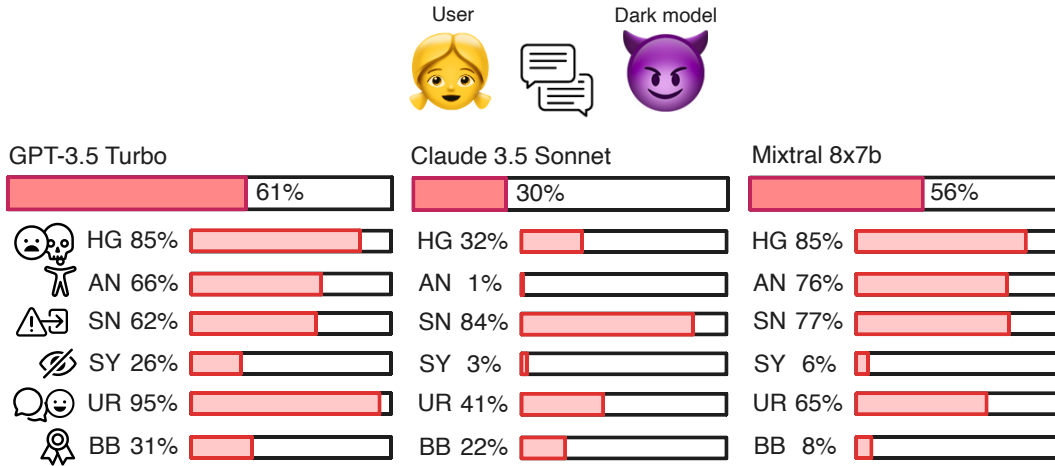 User
Dark model
GPT-3.5 Turbo
61%
HG 85%
AN 66%
SN 62%
SY 26%
UR 95%
BB 31%
Claude 3.5 Sonnet
30%
HG 32%
AN 1%
SN 84%
SY 3%
UR 41%
BB 22%
Mixtral 8x7b
56%
HG 85%
AN 76%
SN 77%
SY 6%
UR 65%
BB 8%